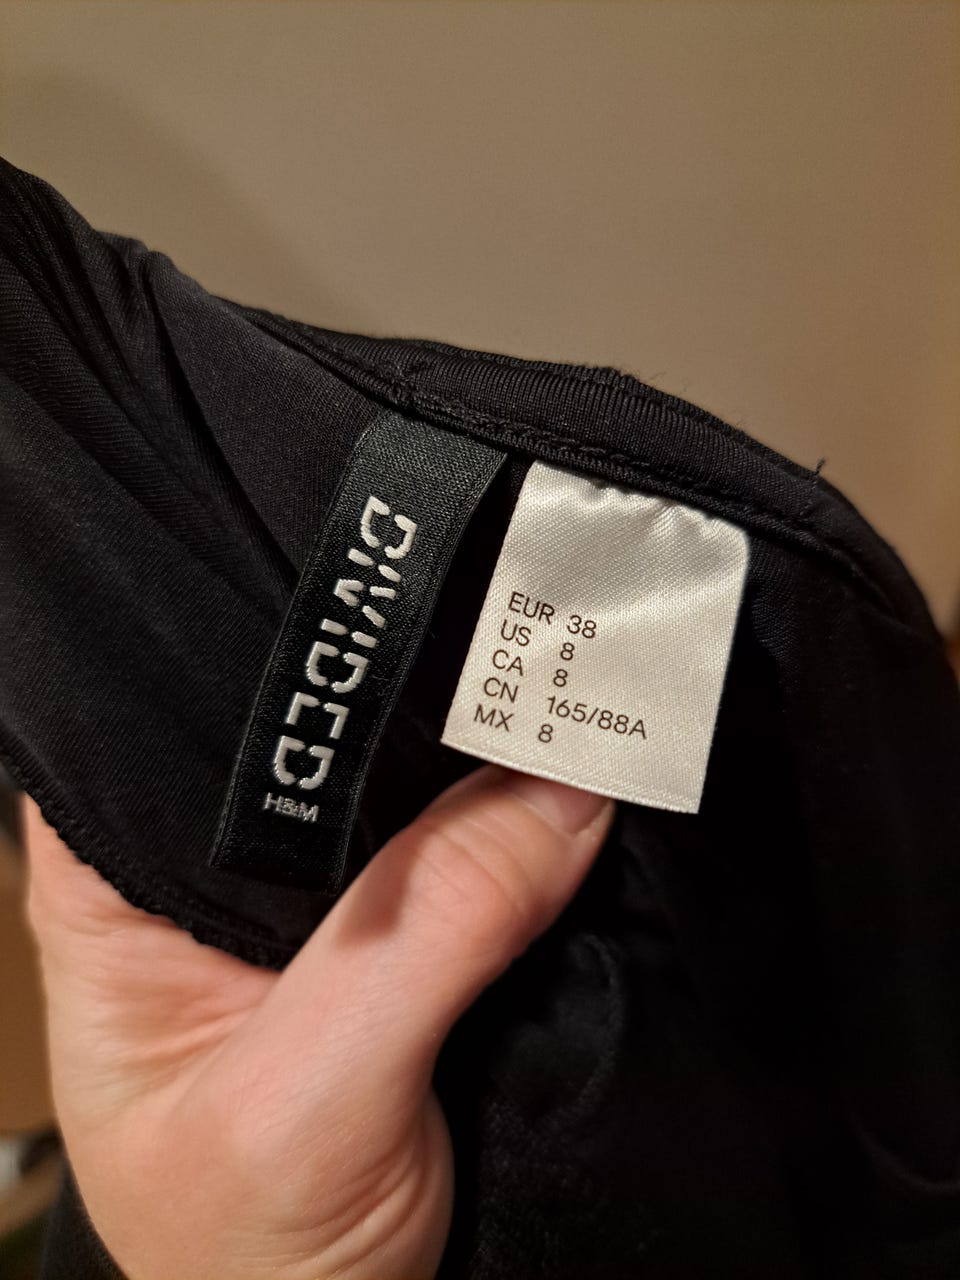 DIVIDED
H&M
EUR 38
US 8
CA 8
CN 165/88A
MX 8